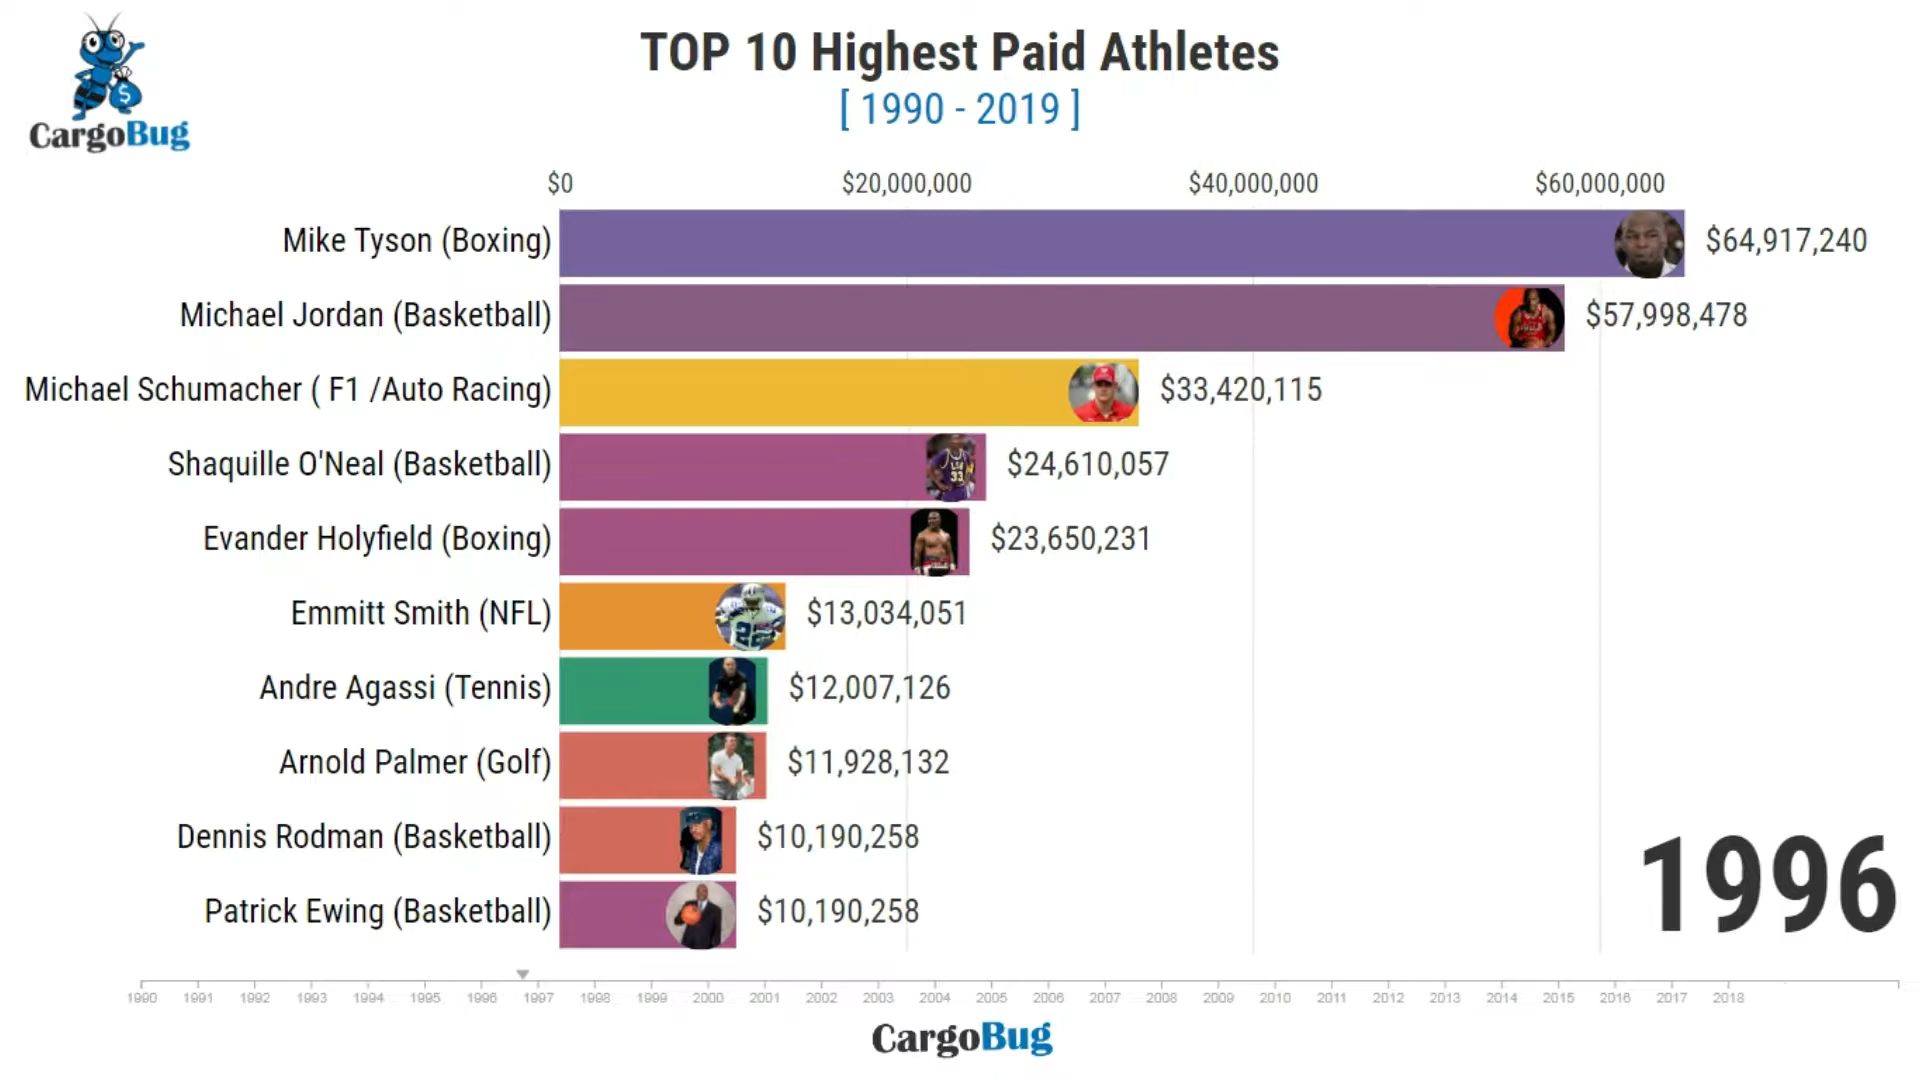 TOP 10 Highest Paid Athletes
[ 1990 - 2019 ]
$
CargoBug
$0 $20,000,000 $40,000,000 $60,000,000
Mike Tyson (Boxing) $64,917,240
Michael Jordan (Basketball) $57,998,478
Michael Schumacher ( F1 /Auto Racing) $33,420,115
Shaquille O'Neal (Basketball) 33 $24,610,057
Evander Holyfield (Boxing) $23,650,231
Emmitt Smith (NFL) 22 $13,034,051
Andre Agassi (Tennis) $12,007,126
Arnold Palmer (Golf) $11,928,132
Dennis Rodman (Basketball) $10,190,258
Patrick Ewing (Basketball) $10,190,258
1996
1990 1991 1992 1993 1994 1995 1996 1997 1998 1999 2000 2001 2002 2003 2004 2005 2006 2007 2008 2009 2010 2011 2012 2013 2014 2015 2016 2017 2018
CargoBug